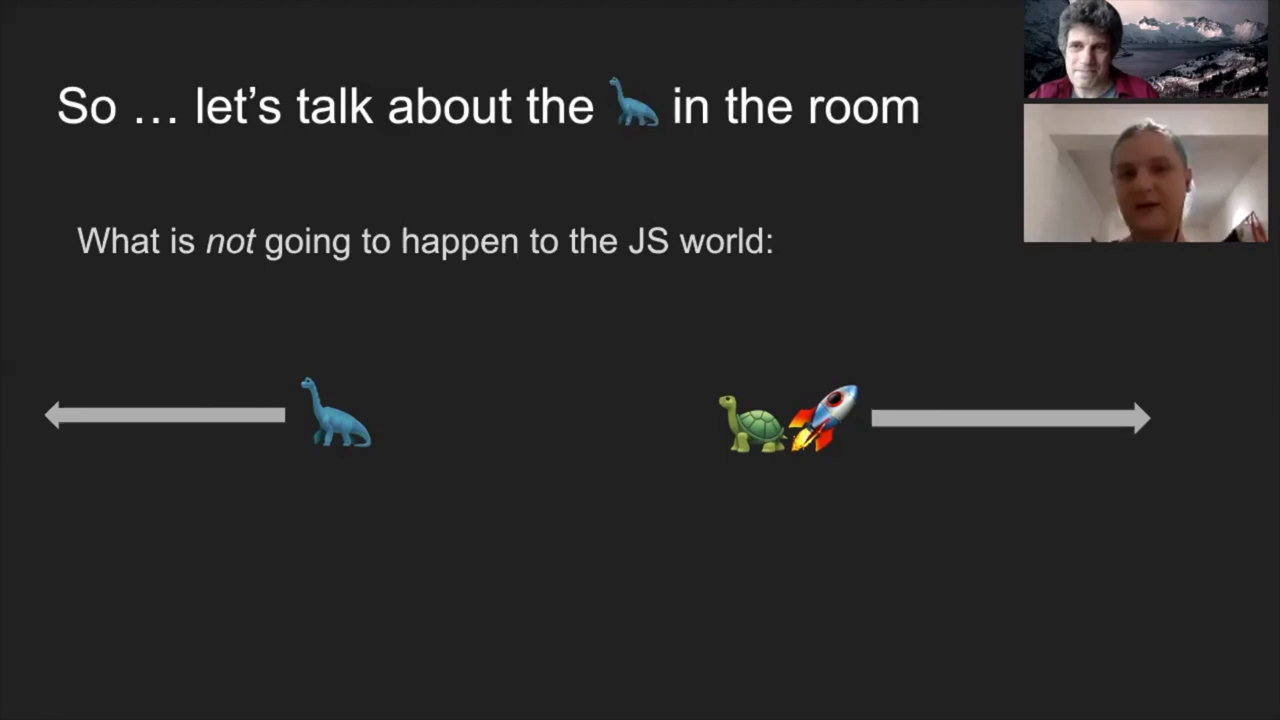 So … let’s talk about the 🦕 in the room
What is not going to happen to the JS world: